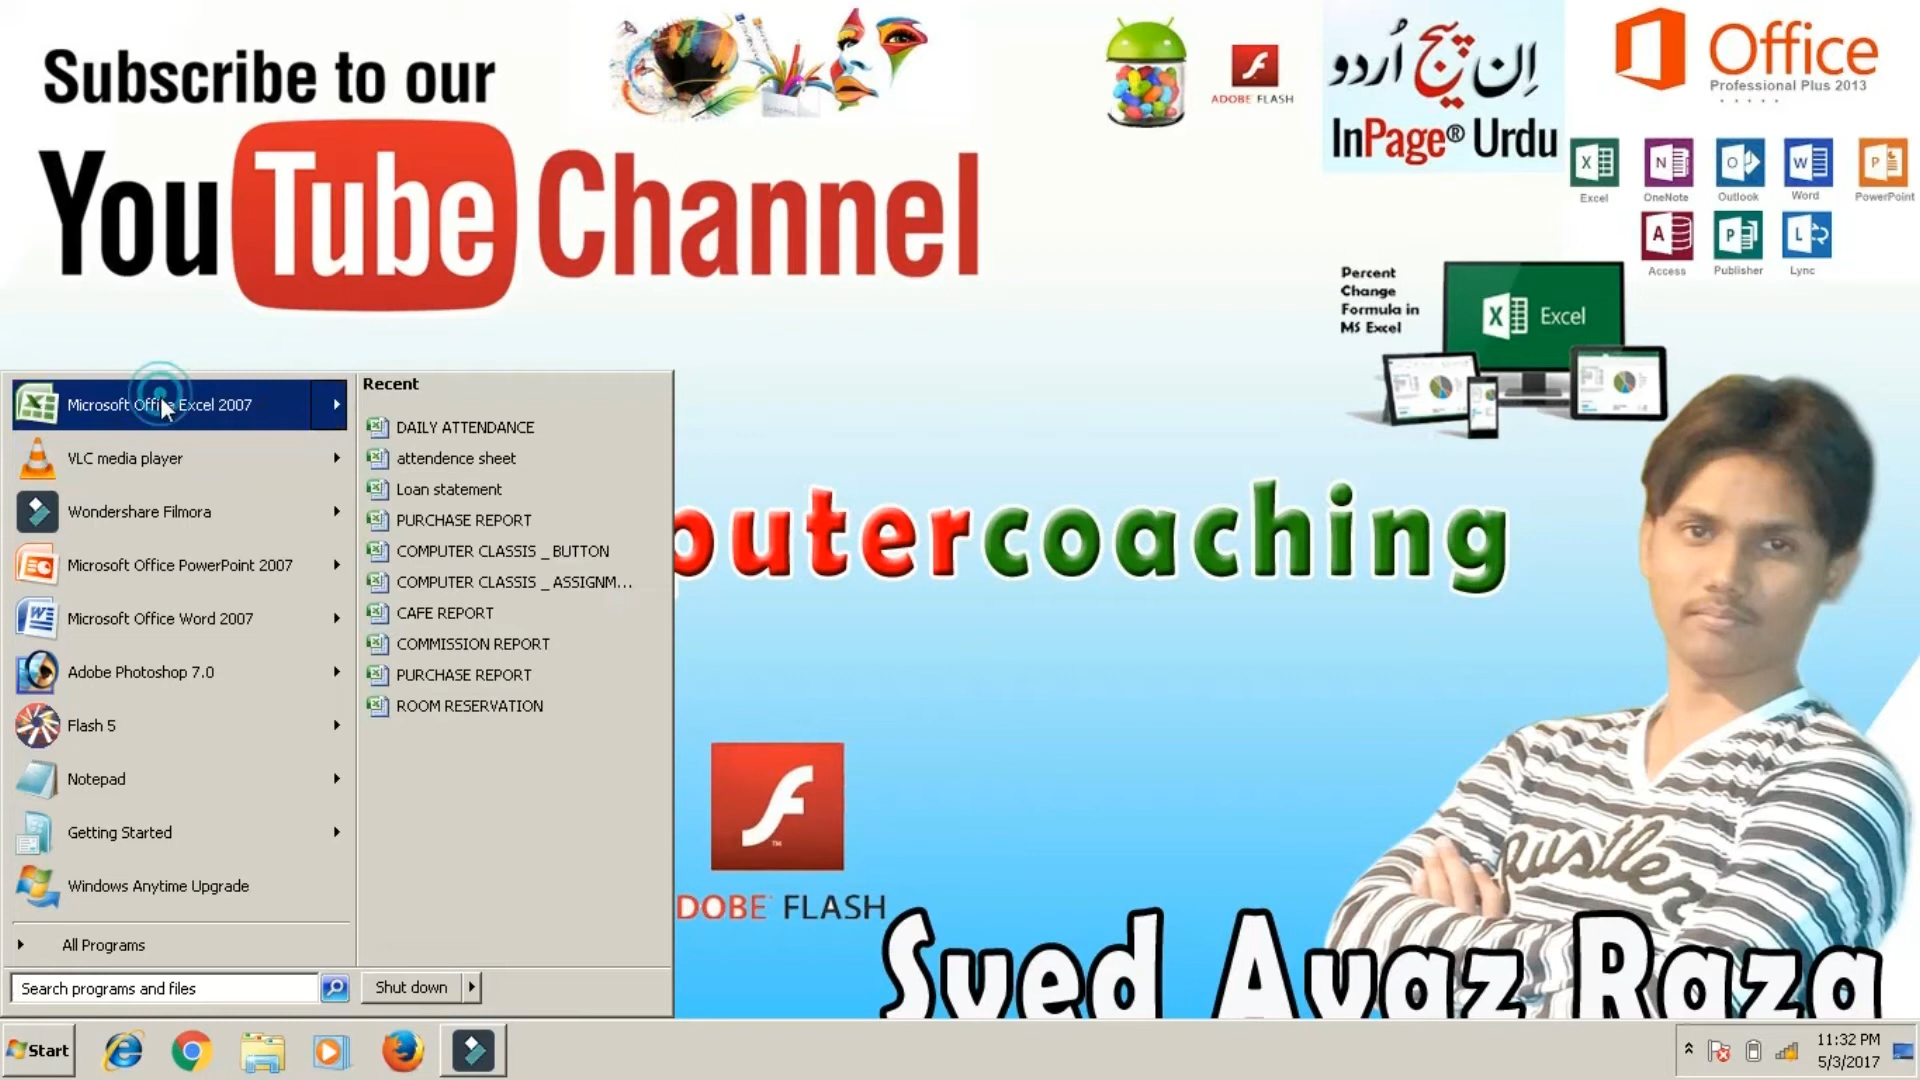 Subscribe to our
YouTube Channel
ADOBE FLASH
اِن پیج اُردو
InPage® Urdu
Office
Professional Plus 2013
Excel
OneNote
Outlook
Word
PowerPoint
Access
Publisher
Lync
Percent
Change
Formula in
MS Excel
Excel
Microsoft Office Excel 2007
VLC media player
Wondershare Filmora
Microsoft Office PowerPoint 2007
Microsoft Office Word 2007
Adobe Photoshop 7.0
Flash 5
Notepad
Getting Started
Windows Anytime Upgrade
All Programs
Search programs and files
Shut down
Recent
DAILY ATTENDANCE
attendence sheet
Loan statement
PURCHASE REPORT
COMPUTER CLASSIS _ BUTTON
COMPUTER CLASSIS _ ASSIGNM...
CAFE REPORT
COMMISSION REPORT
PURCHASE REPORT
ROOM RESERVATION
putercoaching
DOBE FLASH
Syed Ayaz Raza
Start
11:32 PM
5/3/2017